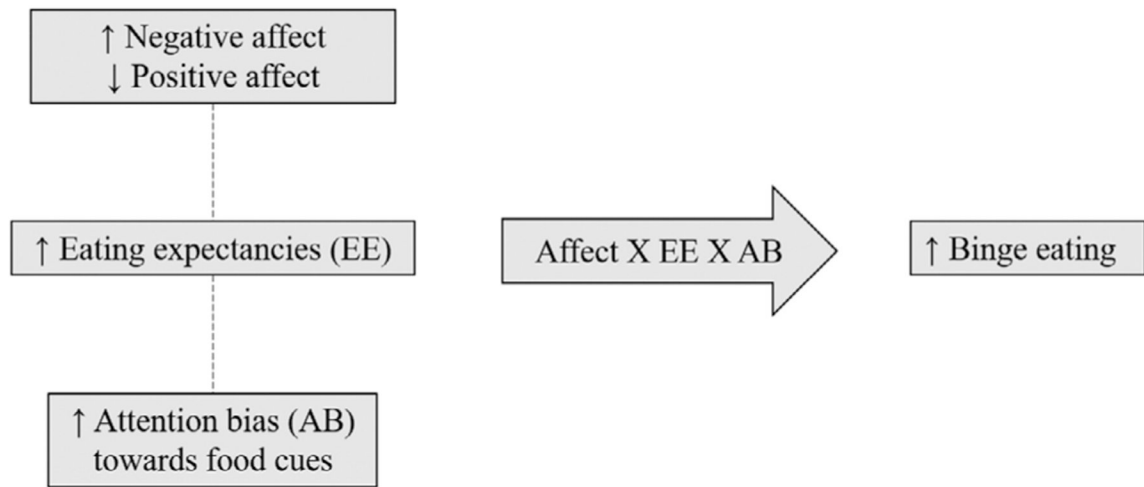 ↑ Negative affect
↓ Positive affect
↑ Eating expectancies (EE)
Affect X EE X AB
↑ Binge eating
↑ Attention bias (AB)
towards food cues